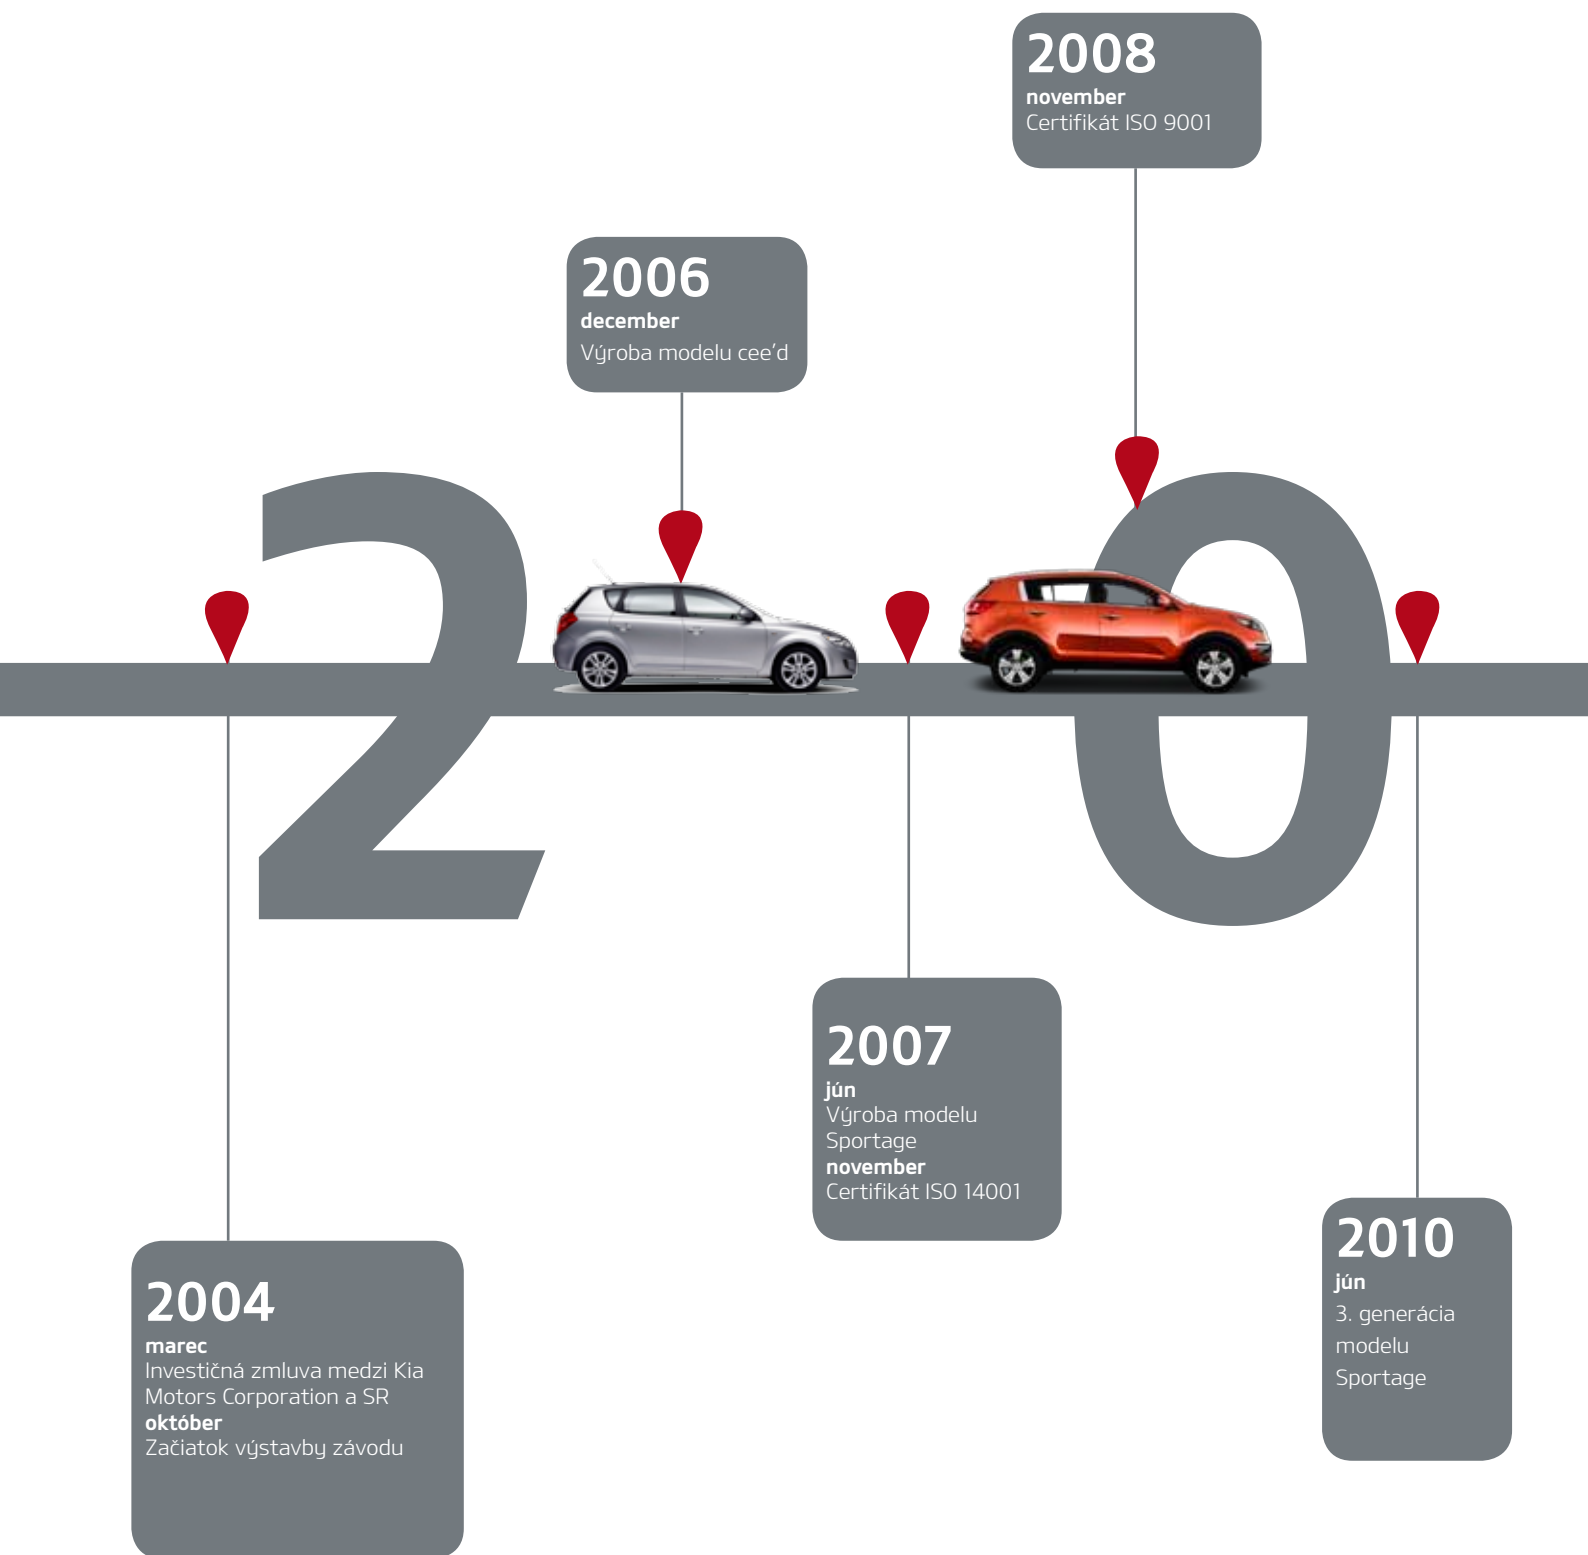 2008
november
Certifikát ISO 9001
2006
december
Výroba modelu cee’d
20
2007
jún
Výroba modelu
Sportage
november
Certifikát ISO 14001
2010
jún
3. generácia
modelu
Sportage
2004
marec
Investičná zmluva medzi Kia
Motors Corporation a SR
október
Začiatok výstavby závodu